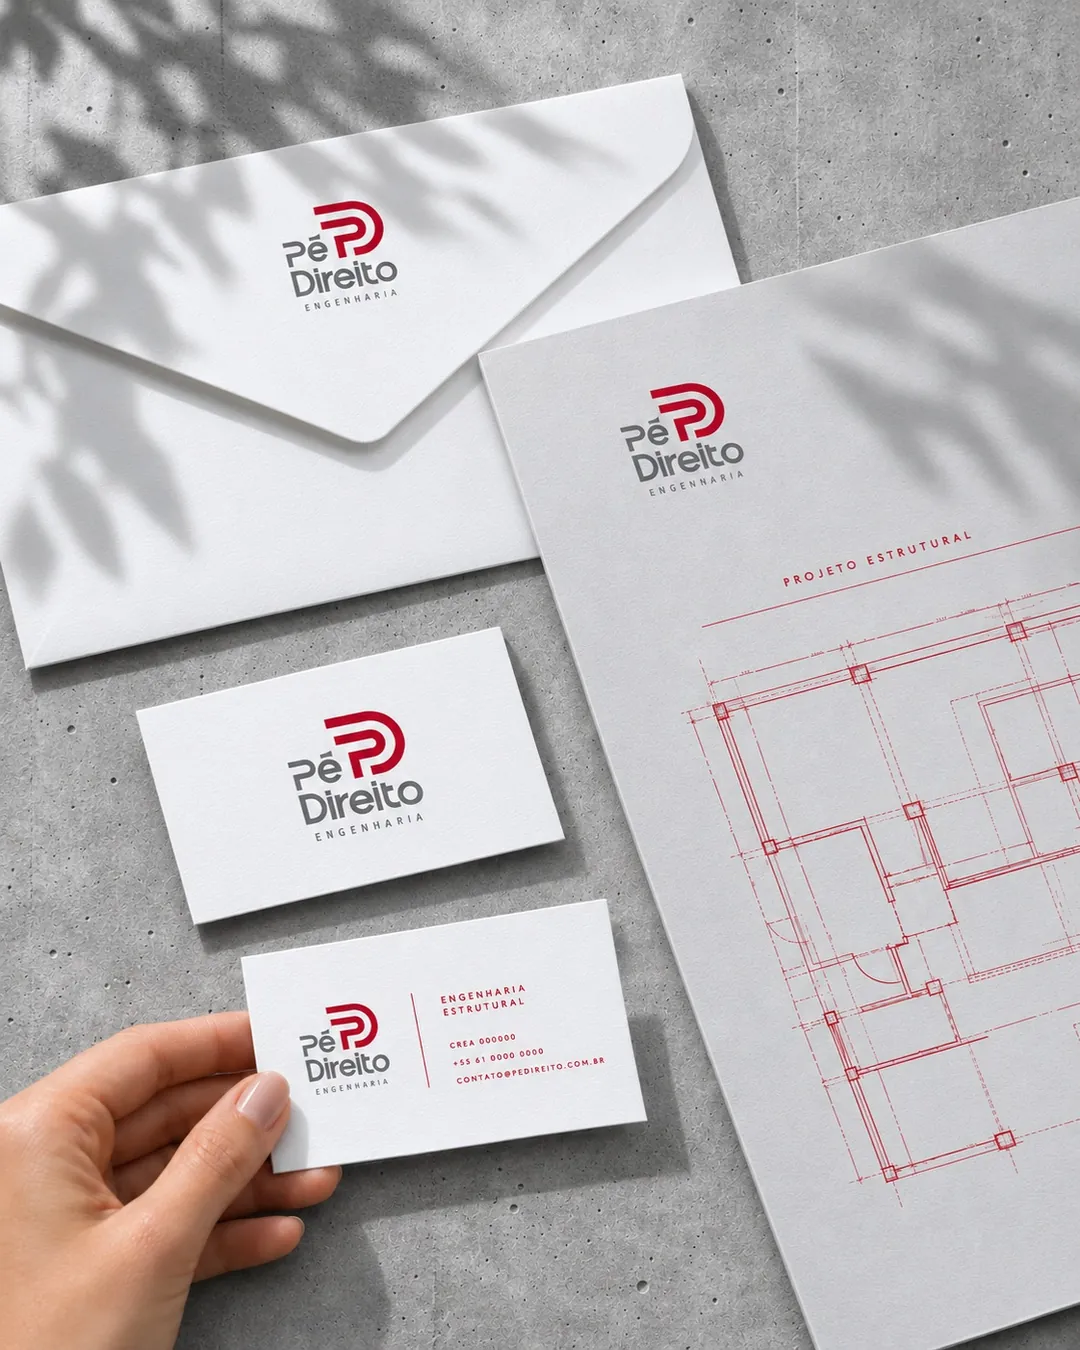 Pé
Direito
ENGENHARIA
Pé
Direito
ENGENHARIA
PROJETO ESTRUTURAL
Pé
Direito
ENGENHARIA
Pé
Direito
ENGENHARIA
ENGENHARIA
ESTRUTURAL
CREA 000000
+55 61 0000 0000
CONTATO@PEDIREITO.COM.BR